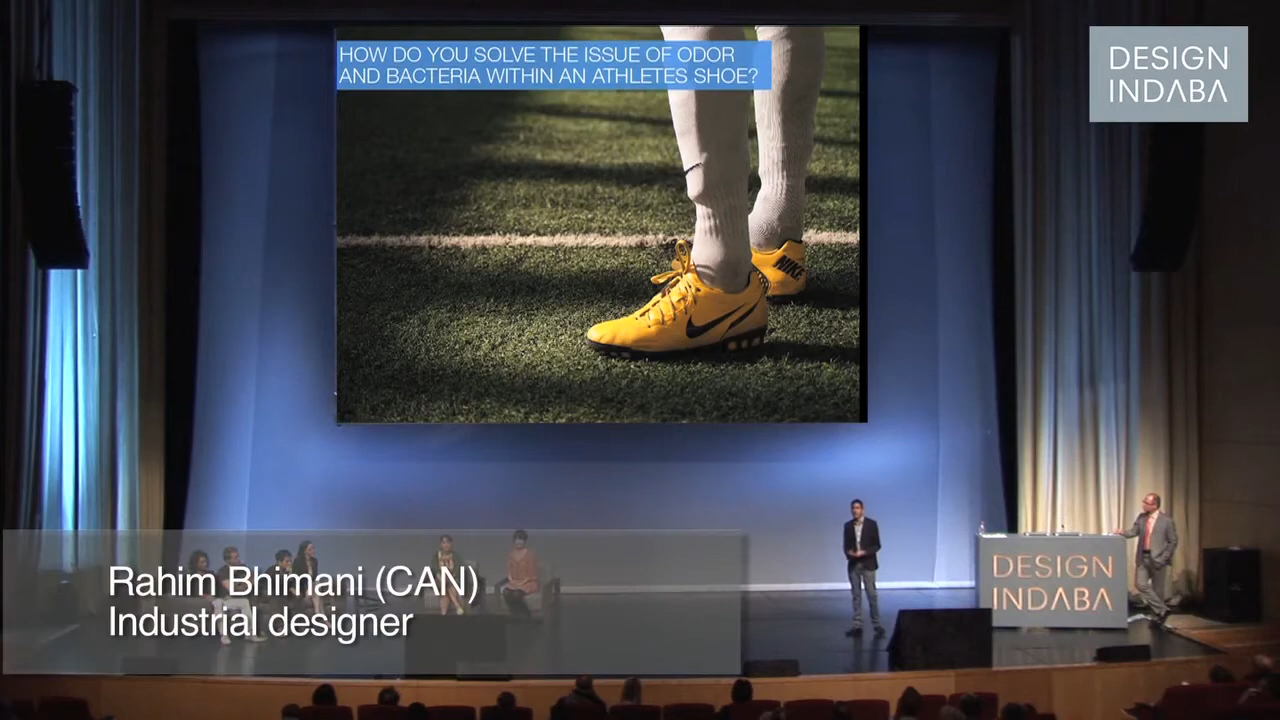 HOW DO YOU SOLVE THE ISSUE OF ODOR
AND BACTERIA WITHIN AN ATHLETES SHOE?
DESIGN
INDABA
NIKE
DESIGN
INDABA
Rahim Bhimani (CAN)
Industrial designer